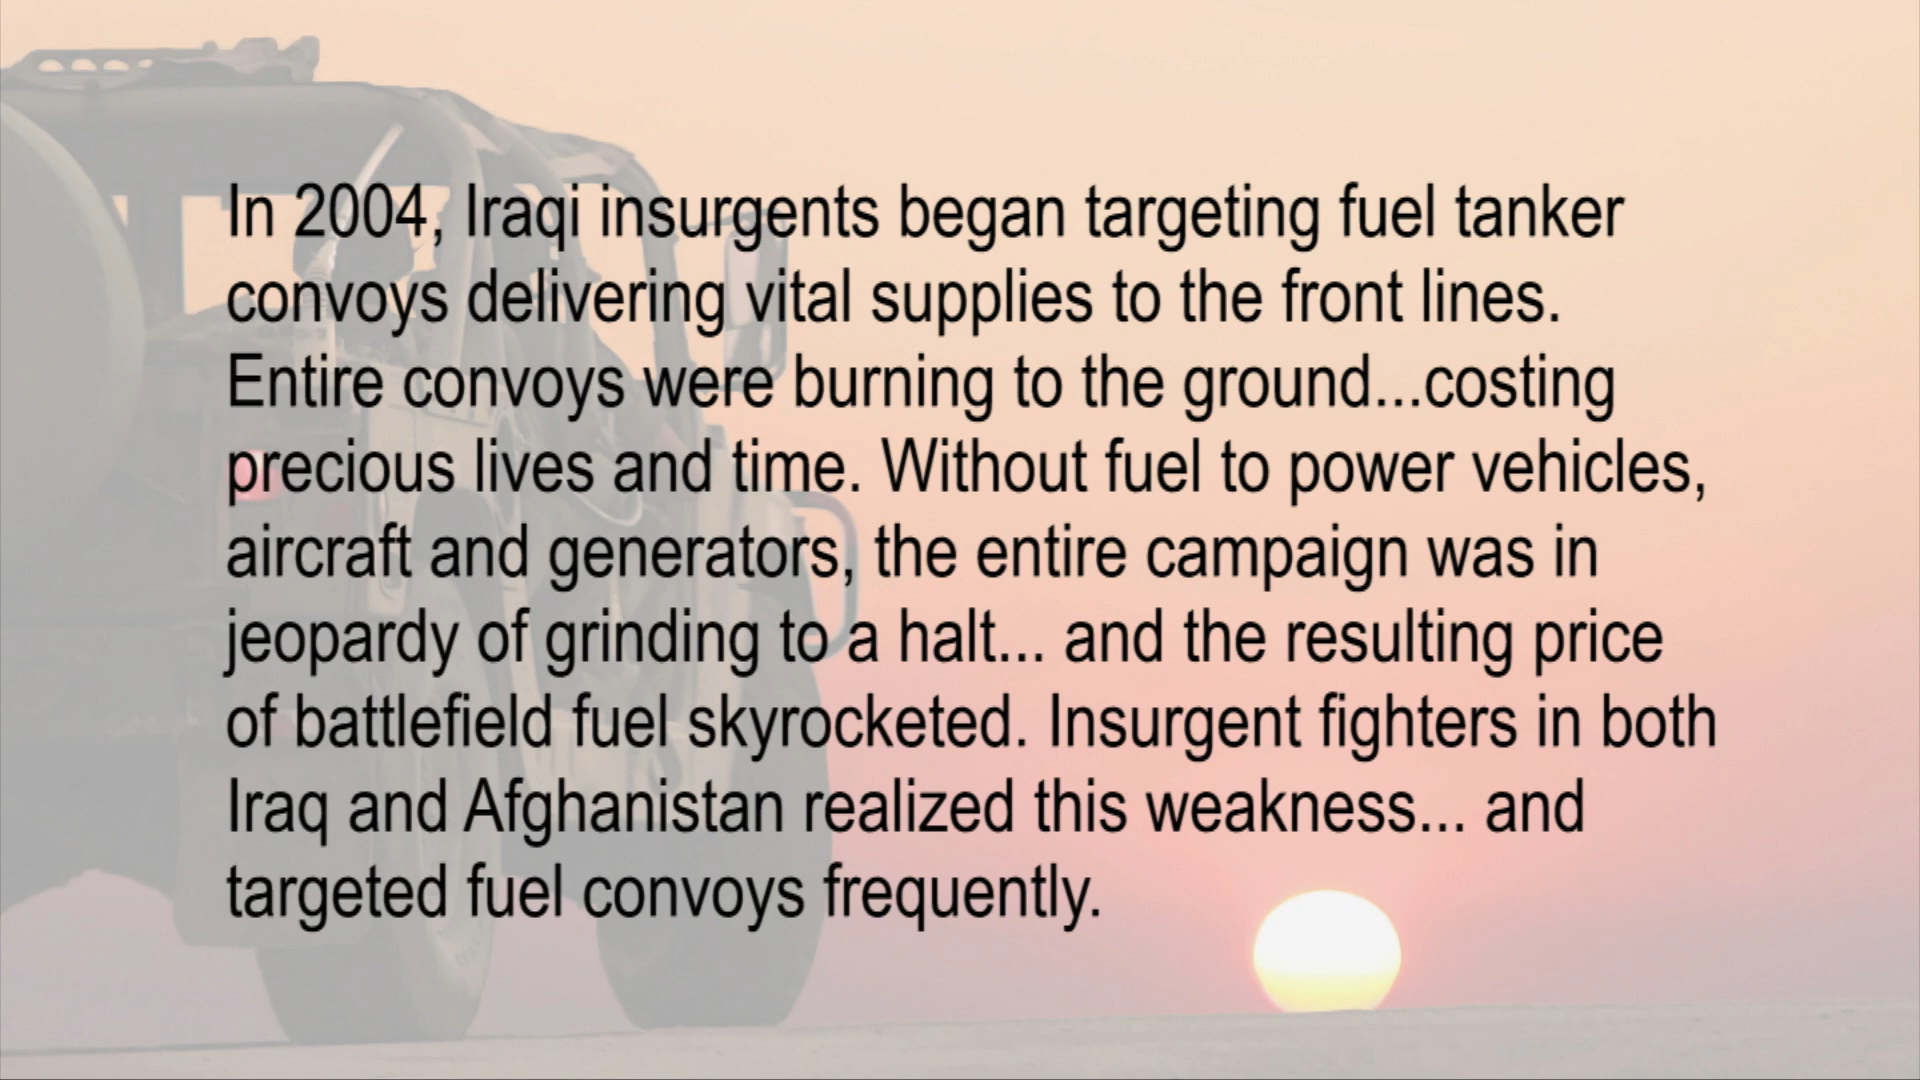 In 2004, Iraqi insurgents began targeting fuel tanker
convoys delivering vital supplies to the front lines.
Entire convoys were burning to the ground...costing
precious lives and time. Without fuel to power vehicles,
aircraft and generators, the entire campaign was in
jeopardy of grinding to a halt... and the resulting price
of battlefield fuel skyrocketed. Insurgent fighters in both
Iraq and Afghanistan realized this weakness... and
targeted fuel convoys frequently.